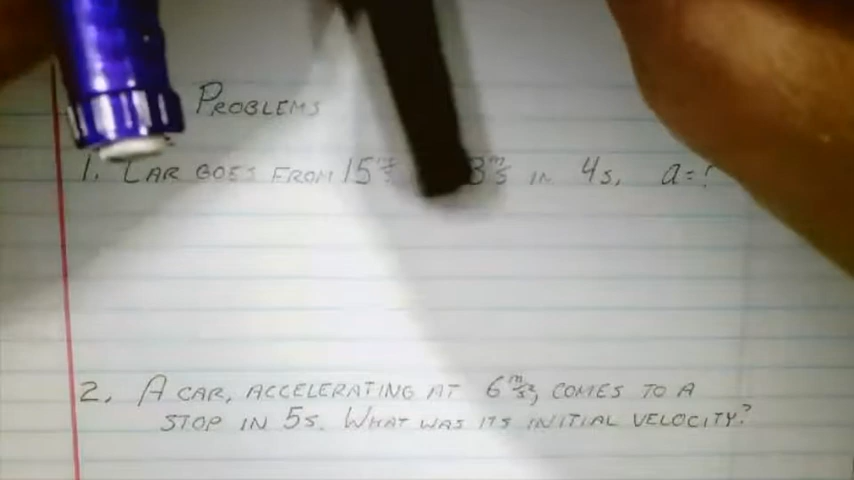 PROBLEMS
1. CAR GOES FROM 15 m/s 3 m/s IN 4s. a=?
2. A CAR, ACCELERATING AT 6 m/s², COMES TO A
STOP IN 5s. WHAT WAS ITS INITIAL VELOCITY?